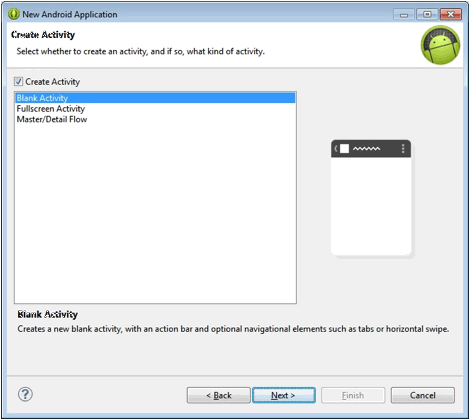 New Android Application
Create Activity
Select whether to create an activity, and if so, what kind of activity.
Create Activity
Blank Activity
Fullscreen Activity
Master/Detail Flow
Blank Activity
Creates a new blank activity, with an action bar and optional navigational elements such as tabs or horizontal swipe.
? < Back Next > Finish Cancel